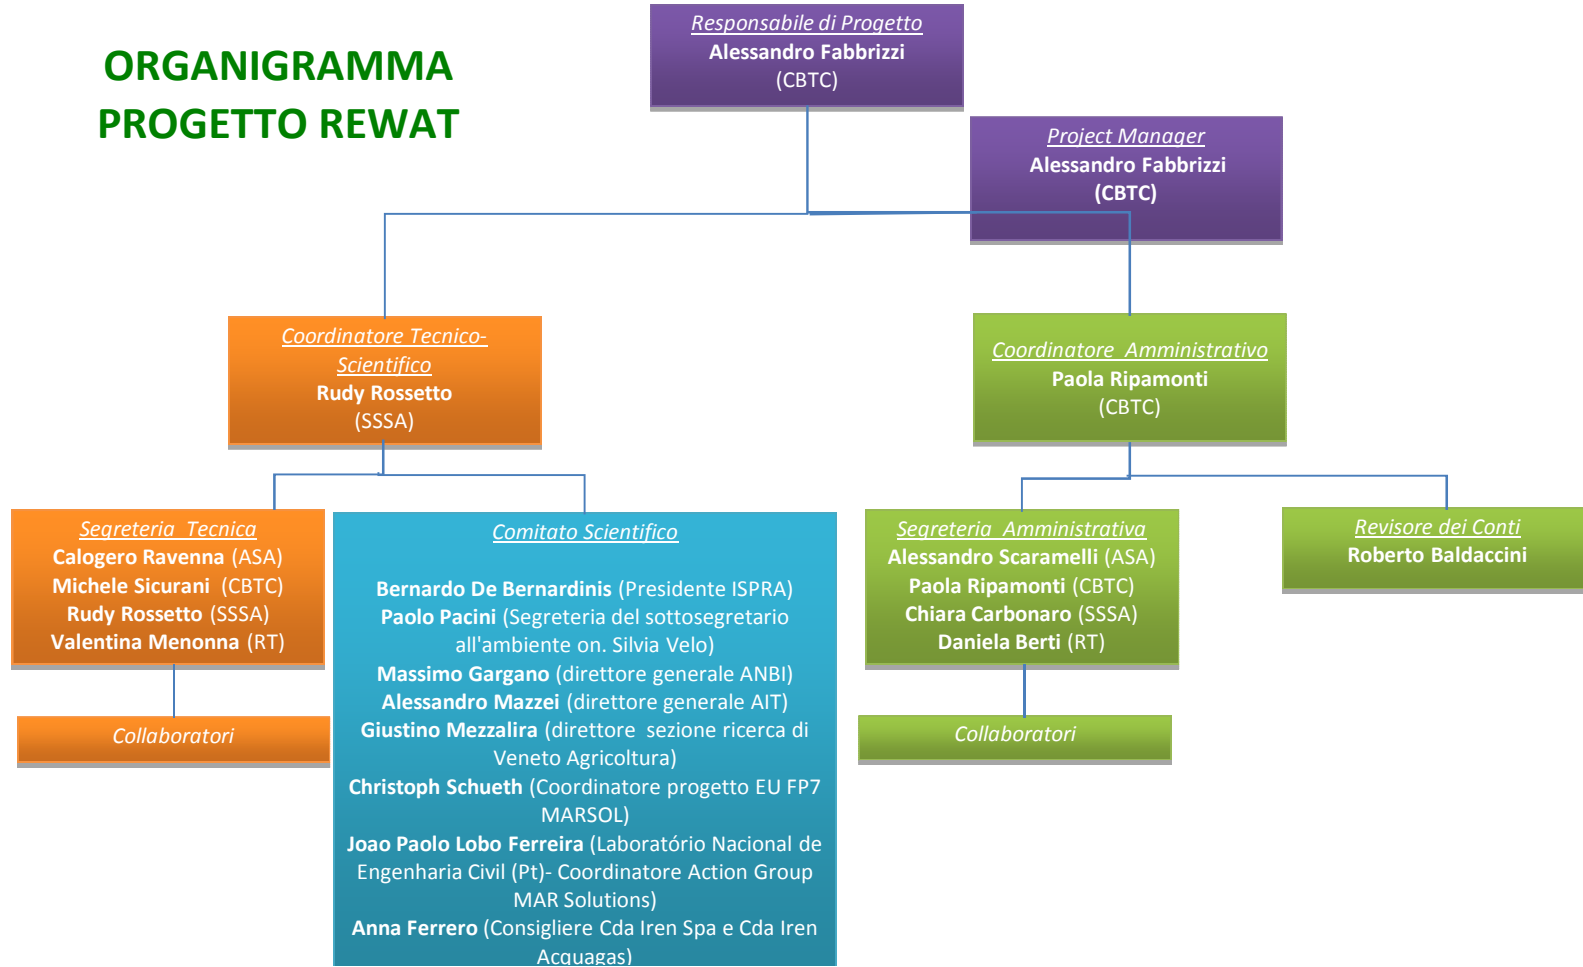 ORGANIGRAMMA
PROGETTO REWAT
Responsabile di Progetto
Alessandro Fabbrizzi
(CBTC)
Project Manager
Alessandro Fabbrizzi
(CBTC)
Coordinatore Tecnico-
Scientifico
Rudy Rossetto
(SSSA)
Coordinatore Amministrativo
Paola Ripamonti
(CBTC)
Segreteria Tecnica
Calogero Ravenna (ASA)
Michele Sicurani (CBTC)
Rudy Rossetto (SSSA)
Valentina Menonna (RT)
Collaboratori
Comitato Scientifico
Bernardo De Bernardinis (Presidente ISPRA)
Paolo Pacini (Segreteria del sottosegretario
all'ambiente on. Silvia Velo)
Massimo Gargano (direttore generale ANBI)
Alessandro Mazzei (direttore generale AIT)
Giustino Mezzalira (direttore sezione ricerca di
Veneto Agricoltura)
Christoph Schueth (Coordinatore progetto EU FP7
MARSOL)
Joao Paolo Lobo Ferreira (Laboratório Nacional de
Engenharia Civil (Pt)- Coordinatore Action Group
MAR Solutions)
Anna Ferrero (Consigliere Cda Iren Spa e Cda Iren
Acquagas)
Segreteria Amministrativa
Alessandro Scaramelli (ASA)
Paola Ripamonti (CBTC)
Chiara Carbonaro (SSSA)
Daniela Berti (RT)
Collaboratori
Revisore dei Conti
Roberto Baldaccini